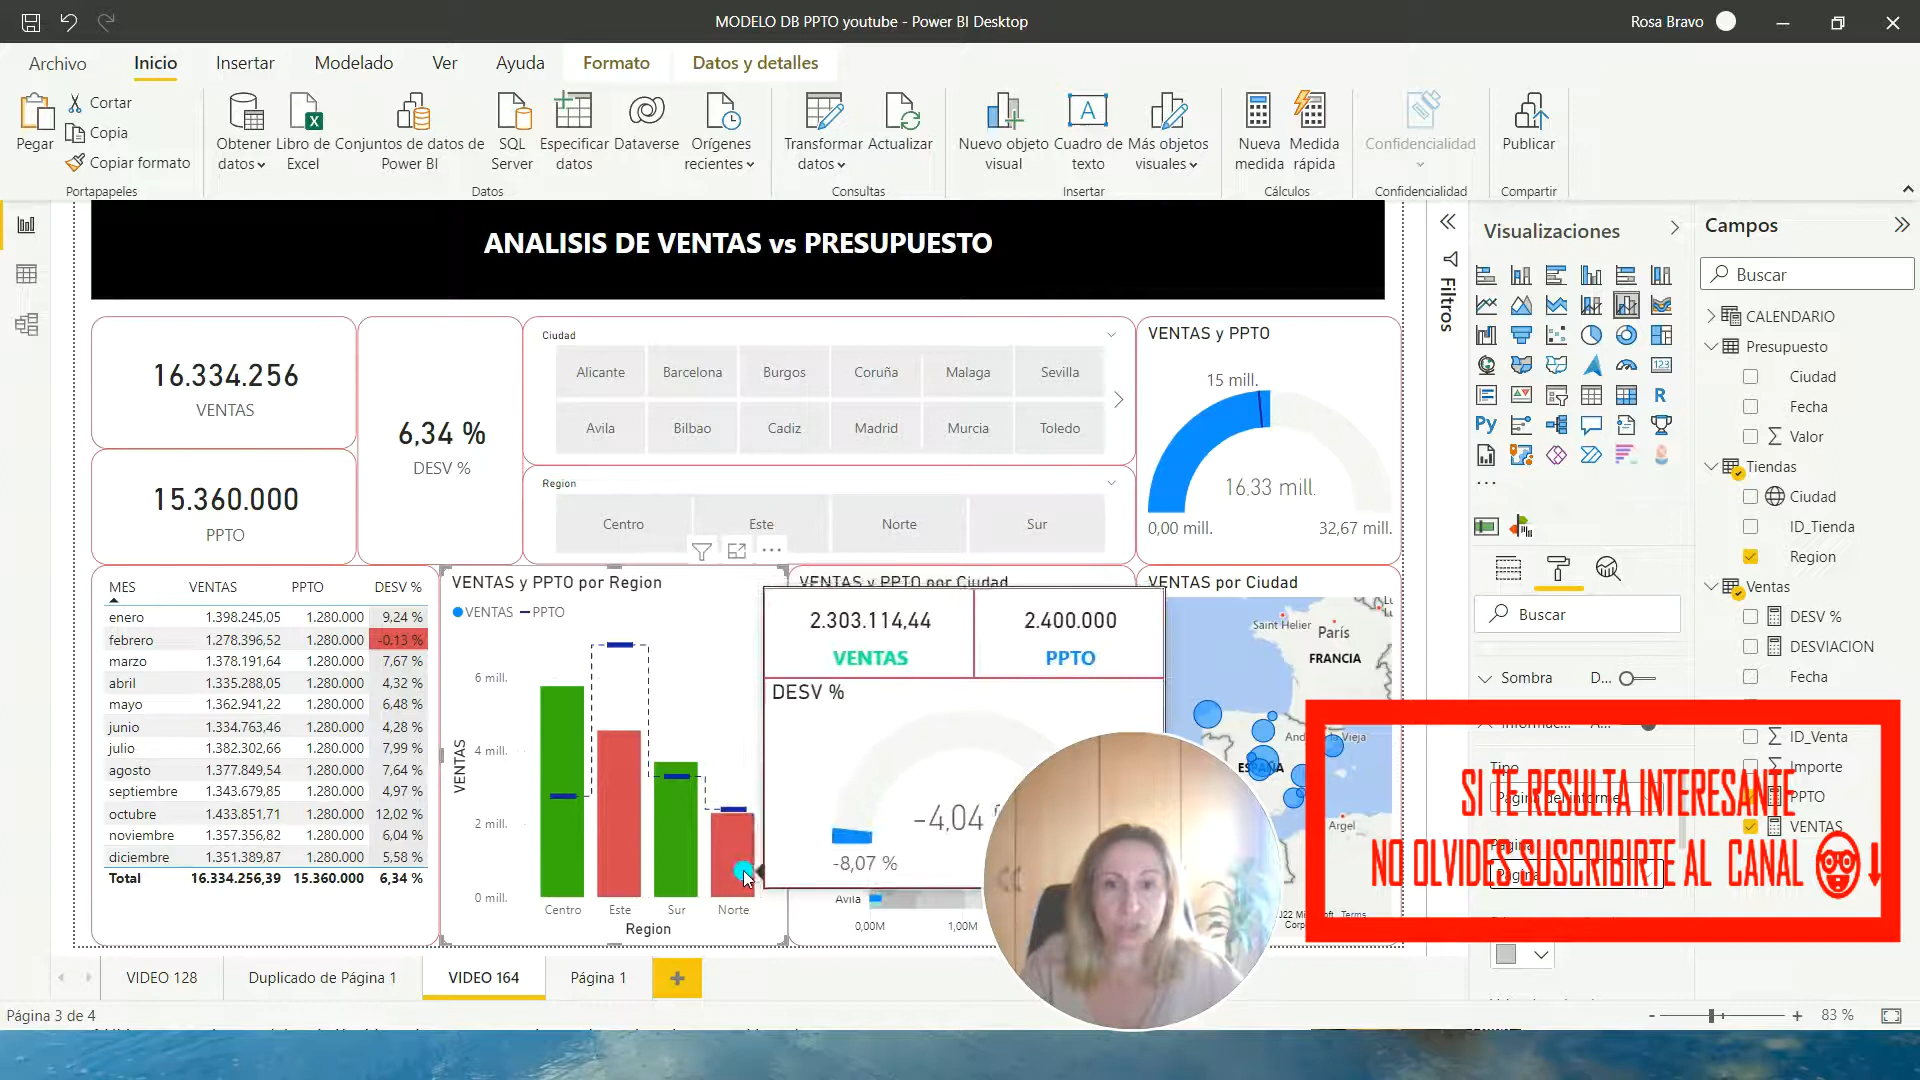 MODELO DB PPTO youtube - Power BI Desktop
Rosa Bravo
Archivo
Inicio
Insertar
Modelado
Ver
Ayuda
Formato
Datos y detalles
Pegar
Cortar
Copia
Copiar formato
Portapapeles
Obtener datos
Libro de Excel
Conjuntos de datos de Power BI
SQL Server
Especificar datos
Dataverse
Orígenes recientes
Datos
Transformar datos
Actualizar
Consultas
Nuevo objeto visual
Cuadro de texto
Más objetos visuales
Insertar
Nueva medida
Medida rápida
Cálculos
Confidencialidad
Confidencialidad
Publicar
Compartir
ANALISIS DE VENTAS vs PRESUPUESTO
16.334.256
VENTAS
15.360.000
PPTO
6,34 %
DESV %
Ciudad
Alicante Barcelona Burgos Coruña Malaga Sevilla
Avila Bilbao Cadiz Madrid Murcia Toledo
Region
Centro Este Norte Sur
VENTAS y PPTO
15 mill.
16,33 mill.
0,00 mill.
32,67 mill.
MES VENTAS PPTO DESV %
enero 1.398.245,05 1.280.000 9,24 %
febrero 1.278.396,52 1.280.000 -0,13 %
marzo 1.378.191,64 1.280.000 7,67 %
abril 1.335.288,05 1.280.000 4,32 %
mayo 1.362.941,22 1.280.000 6,48 %
junio 1.334.763,46 1.280.000 4,28 %
julio 1.382.302,66 1.280.000 7,99 %
agosto 1.377.849,54 1.280.000 7,64 %
septiembre 1.343.679,85 1.280.000 4,97 %
octubre 1.433.851,71 1.280.000 12,02 %
noviembre 1.357.356,82 1.280.000 6,04 %
diciembre 1.351.389,87 1.280.000 5,58 %
Total 16.334.256,39 15.360.000 6,34 %
VENTAS y PPTO por Region
VENTAS PPTO
6 mill.
4 mill.
2 mill.
0 mill.
VENTAS
Centro Este Sur Norte
Region
VENTAS y PPTO por Ciudad
2.303.114,44
VENTAS
2.400.000
PPTO
DESV %
-4,04
-8,07 %
Avila
0,00M
1,00M
VENTAS por Ciudad
Saint Helier
París
FRANCIA
Andorra la Vieja
ESPAÑA
Argel
Terms
SI TE RESULTA INTERESANTE
NO OLVIDES SUSCRIBIRTE AL CANAL
Filtros
Visualizaciones
Py
R
Buscar
Sombra
D...
Tipo
Página del informe
Página
Página
Campos
Buscar
CALENDARIO
Presupuesto
Ciudad
Fecha
Valor
Tiendas
Ciudad
ID_Tienda
Region
Ventas
DESV %
DESVIACION
Fecha
ID_Venta
Importe
PPTO
VENTAS
VIDEO 128
Duplicado de Página 1
VIDEO 164
Página 1
Página 3 de 4
83 %